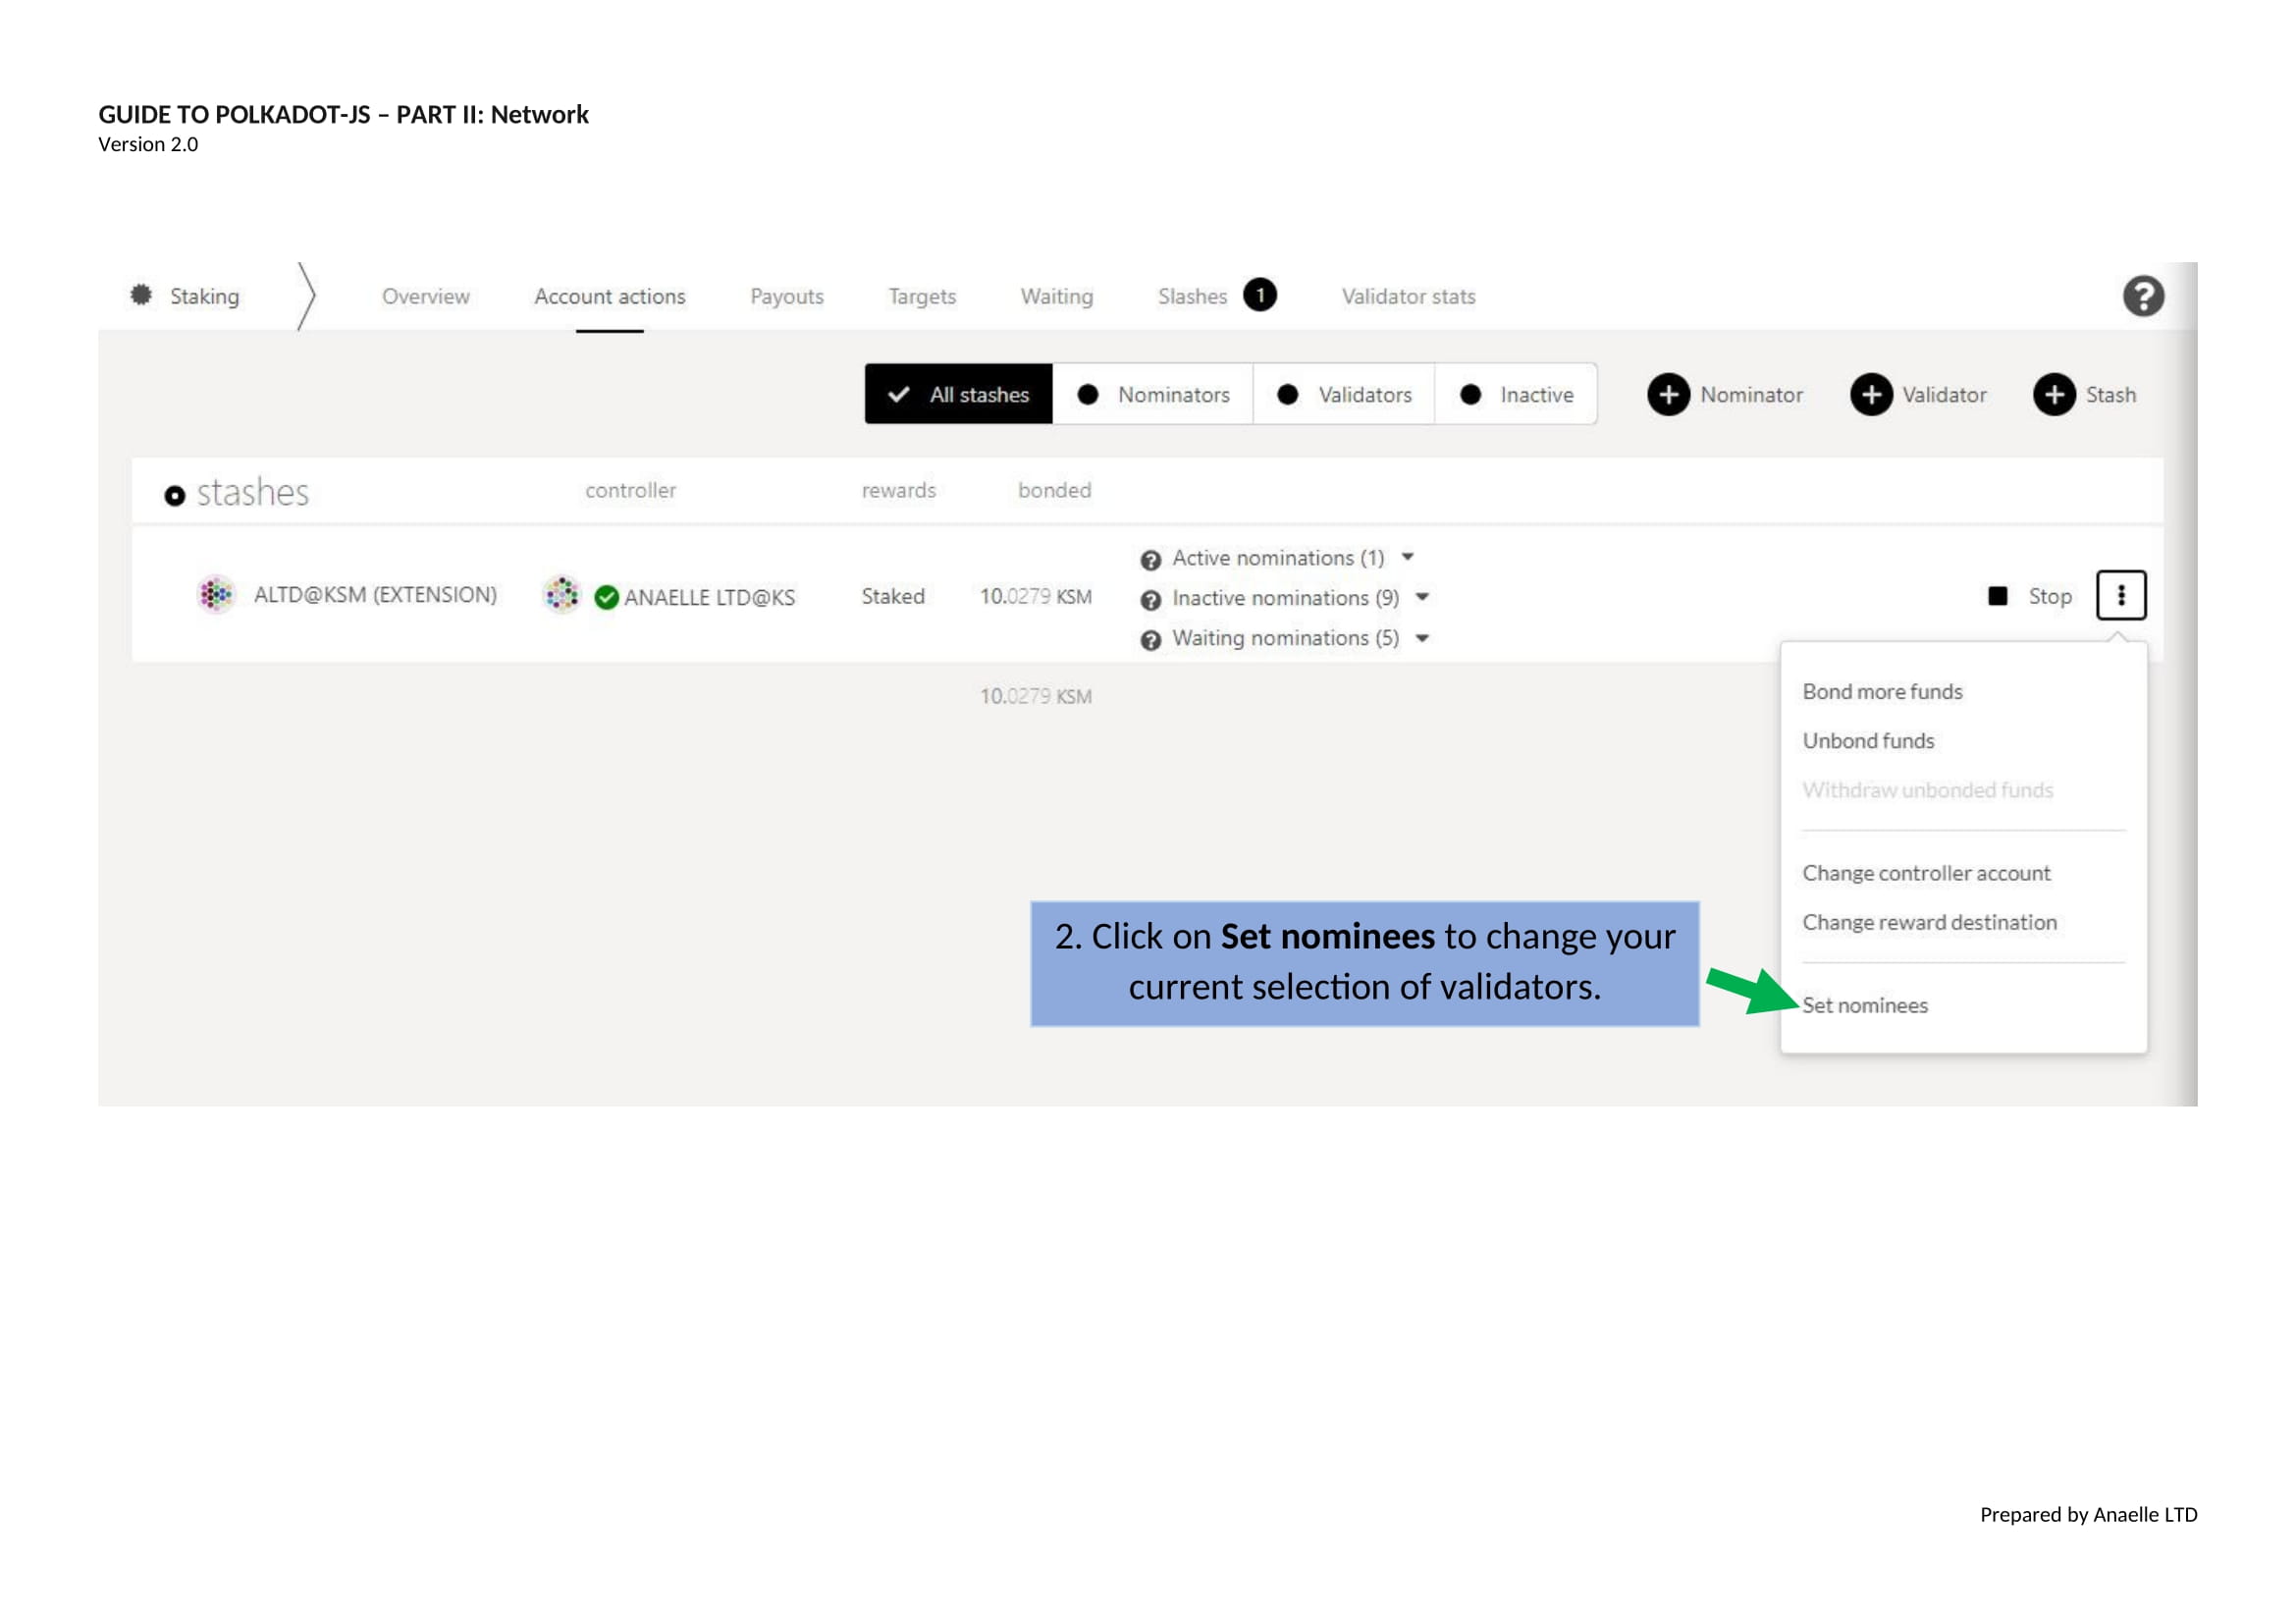 GUIDE TO POLKADOT-JS – PART II: Network
Version 2.0
Staking Overview Account actions Payouts Targets Waiting Slashes 1 Validator stats
All stashes Nominators Validators Inactive Nominator Validator Stash
stashes controller rewards bonded
Active nominations (1)
ALTD@KSM (EXTENSION) ANAELLE LTD@KS Staked 10.0279 KSM Inactive nominations (9) Stop
Waiting nominations (5)
10.0279 KSM
Bond more funds
Unbond funds
Withdraw unbonded funds
Change controller account
Change reward destination
Set nominees
2. Click on Set nominees to change your
current selection of validators.
Prepared by Anaelle LTD